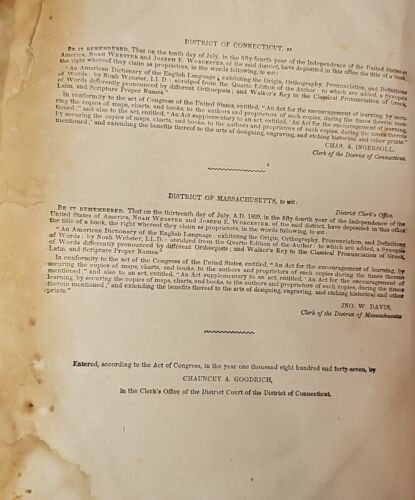 DISTRICT OF CONNECTICUT, ss.
BE IT REMEMBERED, That on the tenth day of July, in the fifty-fourth year of the Independence of the United States of
America, NOAH WEBSTER and JOSEPH E. WORCESTER, of the said district, have deposited in this office the title of a book,
the right whereof they claim as proprietors, in the words following, to wit:
"An American Dictionary of the English Language; exhibiting the Origin, Orthography, Pronunciation, and Definitions
of Words: by Noah Webster, LL.D.: abridged from the Quarto Edition of the Author: to which are added, a Synopsis
of Words differently pronounced by different Orthoepists; and Walker's Key to the Classical Pronunciation of Greek,
Latin, and Scripture Proper Names."
In conformity to the act of Congress of the United States, entitled, "An Act for the encouragement of learning, by securing
the copies of maps, charts, and books, to the authors and proprietors of such copies, during the times therein mentioned
;" and also to the act, entitled, "An Act supplementary to an act, entitled, 'An Act for the encouragement of learning,
by securing the copies of maps, charts, and books, to the authors and proprietors of such copies, during the times therein
mentioned;' and extending the benefits thereof to the arts of designing, engraving, and etching historical and other prints."
CHAS. A. INGERSOLL,
Clerk of the District of Connecticut.
DISTRICT OF MASSACHUSETTS, to wit:
District Clerk's Office.
BE IT REMEMBERED, That on the thirteenth day of July, A.D. 1829, in the fifty-fourth year of the Independence of the
United States of America, NOAH WEBSTER and JOSEPH E. WORCESTER, of the said district, have deposited in this office
the title of a book, the right whereof they claim as proprietors, in the words following, to wit:
"An American Dictionary of the English Language; exhibiting the Origin, Orthography, Pronunciation, and Definitions
of Words: by Noah Webster, LL.D.: abridged from the Quarto Edition of the Author: to which are added, a Synopsis
of Words differently pronounced by different Orthoepists; and Walker's Key to the Classical Pronunciation of Greek,
Latin, and Scripture Proper Names."
In conformity to the act of the Congress of the United States, entitled, "An Act for the encouragement of learning, by
securing the copies of maps, charts, and books, to the authors and proprietors of such copies during the times therein
mentioned;" and also to an act, entitled, "An Act supplementary to an act, entitled, 'An Act for the encouragement of
learning, by securing the copies of maps, charts, and books, to the authors and proprietors of such copies, during the times
therein mentioned;' and extending the benefits thereof to the arts of designing, engraving, and etching historical and other
prints."
JNO. W. DAVIS,
Clerk of the District of Massachusetts
Entered, according to the Act of Congress, in the year one thousand eight hundred and forty-seven, by
CHAUNCEY A. GOODRICH,
in the Clerk's Office of the District Court of the District of Connecticut.